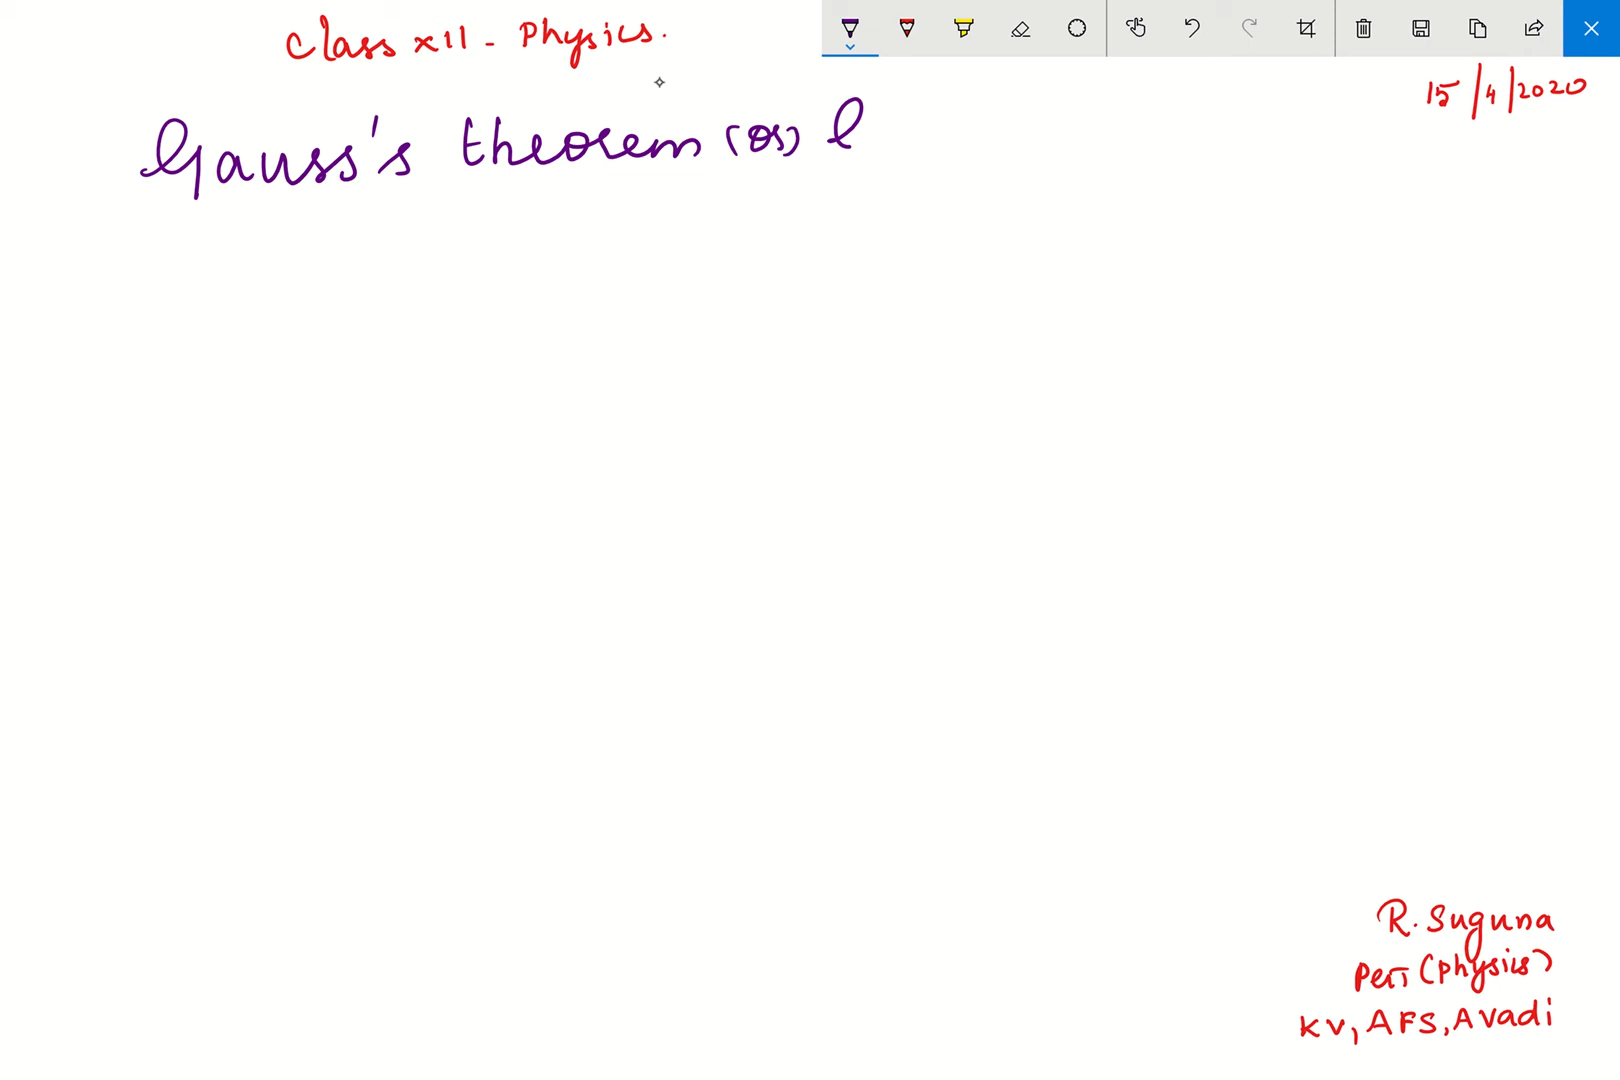 Class XII - Physics.
15/4/2020
Gauss's theorem (or) l
R. Suguna
PGT (Physics)
KV, AFS, Avadi